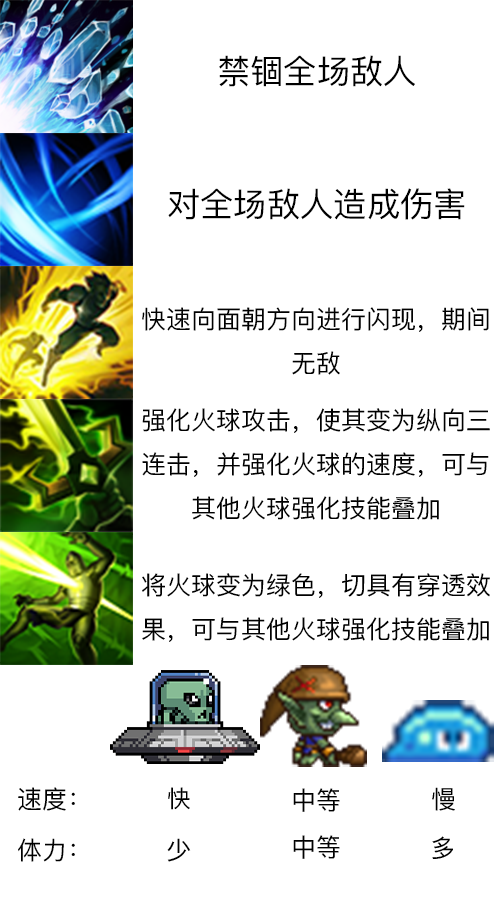 禁锢全场敌人
对全场敌人造成伤害
快速向面朝方向进行闪现，期间
无敌
强化火球攻击，使其变为纵向三
连击，并强化火球的速度，可与
其他火球强化技能叠加
将火球变为绿色，切具有穿透效
果，可与其他火球强化技能叠加
速度： 快 中等 慢
体力： 少 中等 多